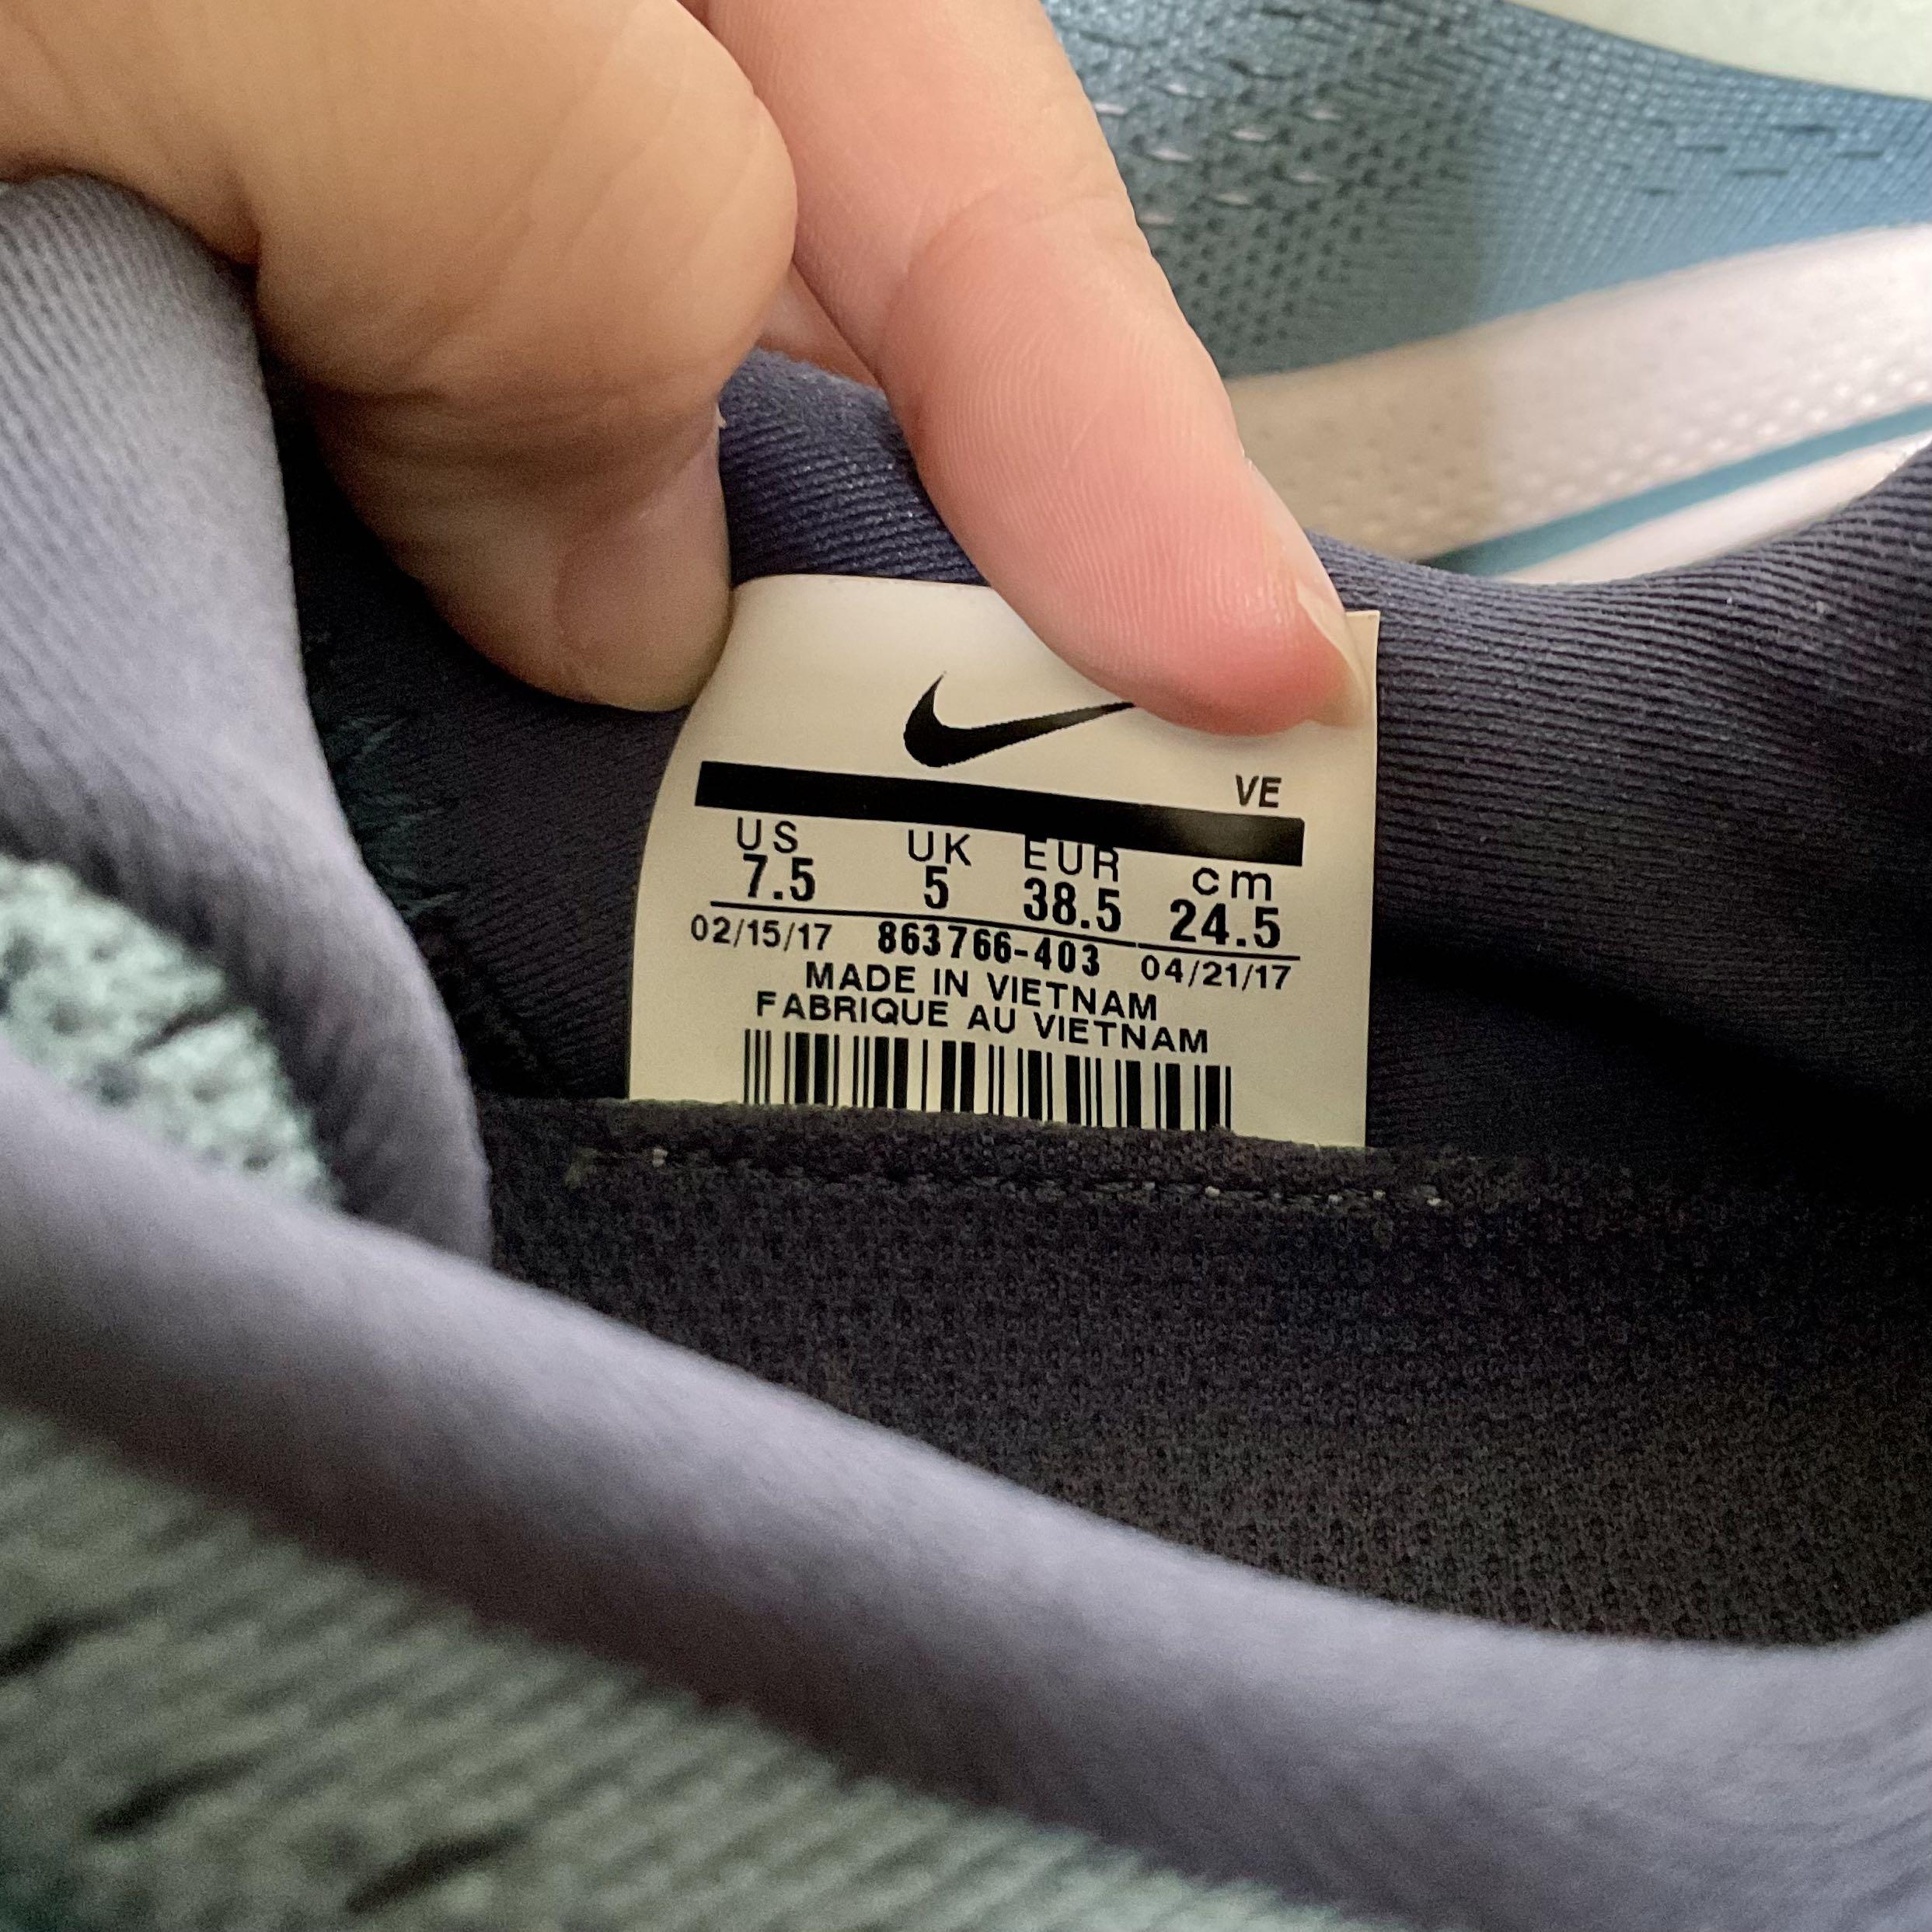 VE
US UK EUR cm
7.5 5 38.5 24.5
02/15/17 863766-403 04/21/17
MADE IN VIETNAM
FABRIQUE AU VIETNAM